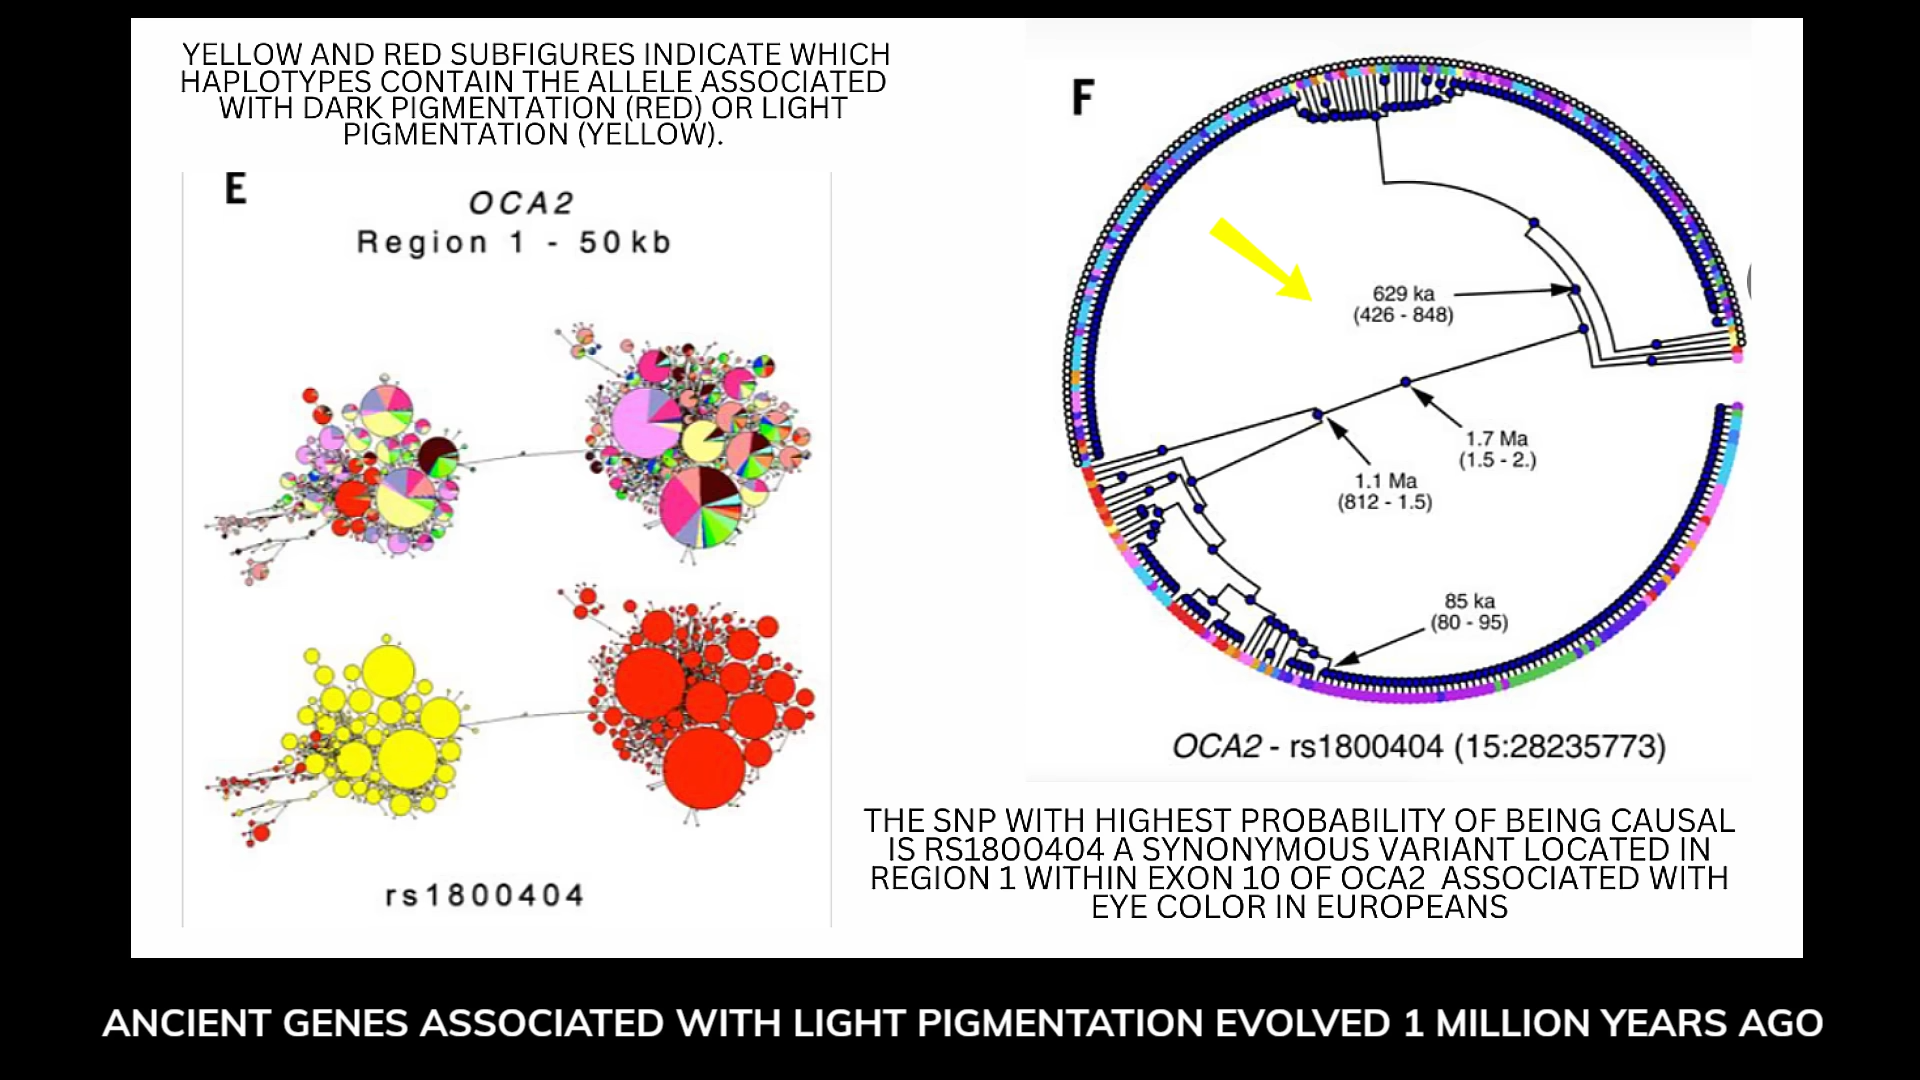 YELLOW AND RED SUBFIGURES INDICATE WHICH
HAPLOTYPES CONTAIN THE ALLELE ASSOCIATED
WITH DARK PIGMENTATION (RED) OR LIGHT
PIGMENTATION (YELLOW).
E
OCA2
Region 1 - 50kb
rs1800404
F
629 ka
(426 - 848)
1.7 Ma
(1.5 - 2.)
1.1 Ma
(812 - 1.5)
85 ka
(80 - 95)
OCA2 - rs1800404 (15:28235773)
THE SNP WITH HIGHEST PROBABILITY OF BEING CAUSAL
IS RS1800404 A SYNONYMOUS VARIANT LOCATED IN
REGION 1 WITHIN EXON 10 OF OCA2 ASSOCIATED WITH
EYE COLOR IN EUROPEANS
ANCIENT GENES ASSOCIATED WITH LIGHT PIGMENTATION EVOLVED 1 MILLION YEARS AGO